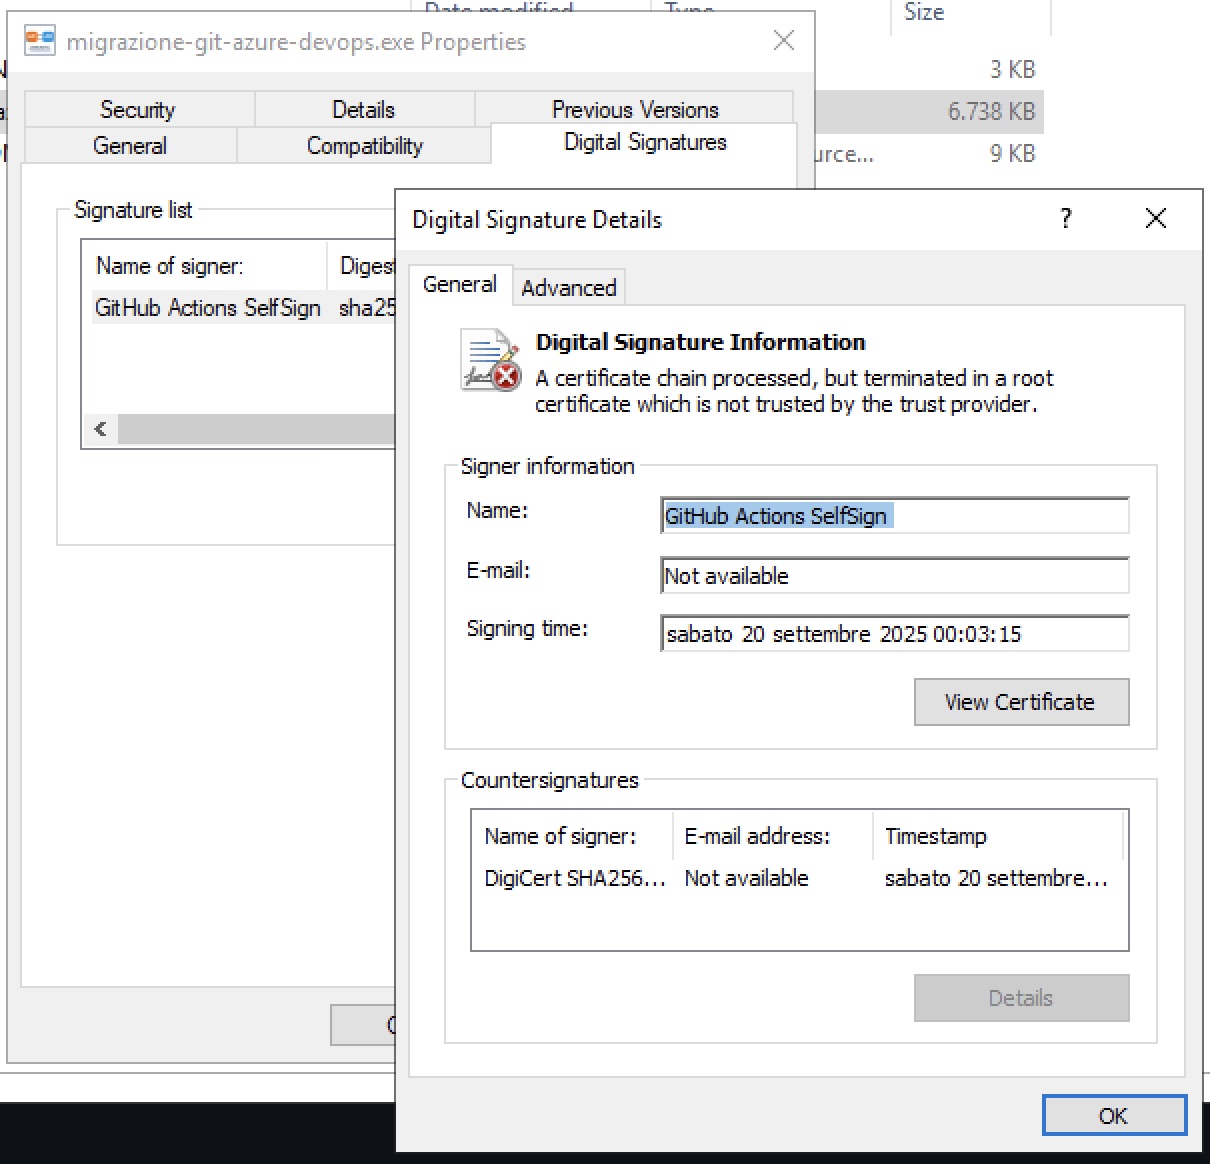 Date modified Type Size
migrazione-git-azure-devops.exe Properties
3 KB
6.738 KB
urce... 9 KB
Security Details Previous Versions
General Compatibility Digital Signatures
Signature list
Name of signer: Digest
GitHub Actions SelfSign sha25
Digital Signature Details ?
General Advanced
Digital Signature Information
A certificate chain processed, but terminated in a root
certificate which is not trusted by the trust provider.
Signer information
Name: GitHub Actions SelfSign
E-mail: Not available
Signing time: sabato 20 settembre 2025 00:03:15
View Certificate
Countersignatures
Name of signer: E-mail address: Timestamp
DigiCert SHA256... Not available sabato 20 settembre...
Details
OK